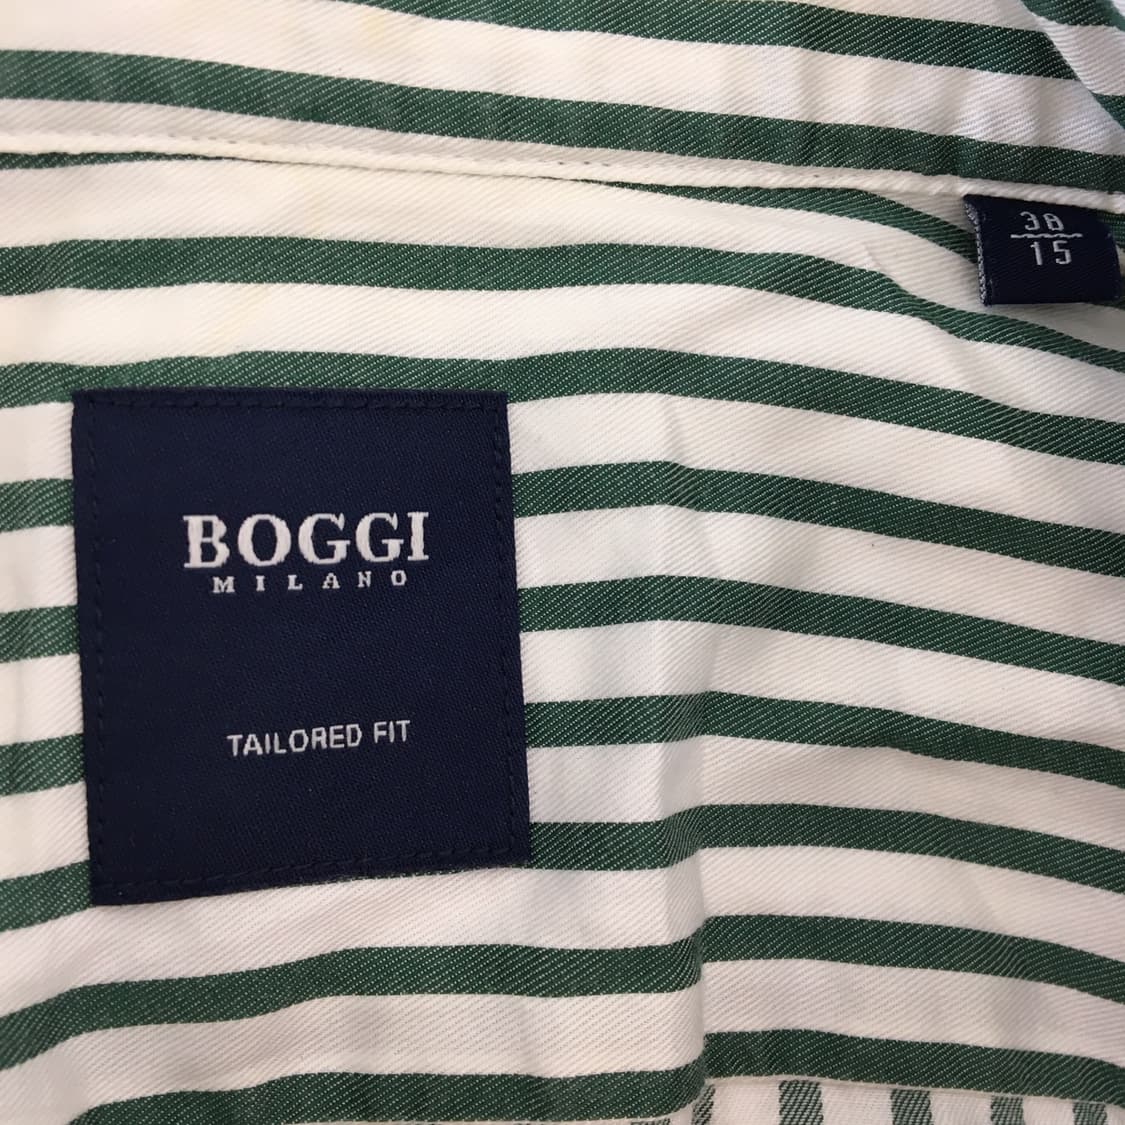 38
15
BOGGI
MILANO
TAILORED FIT